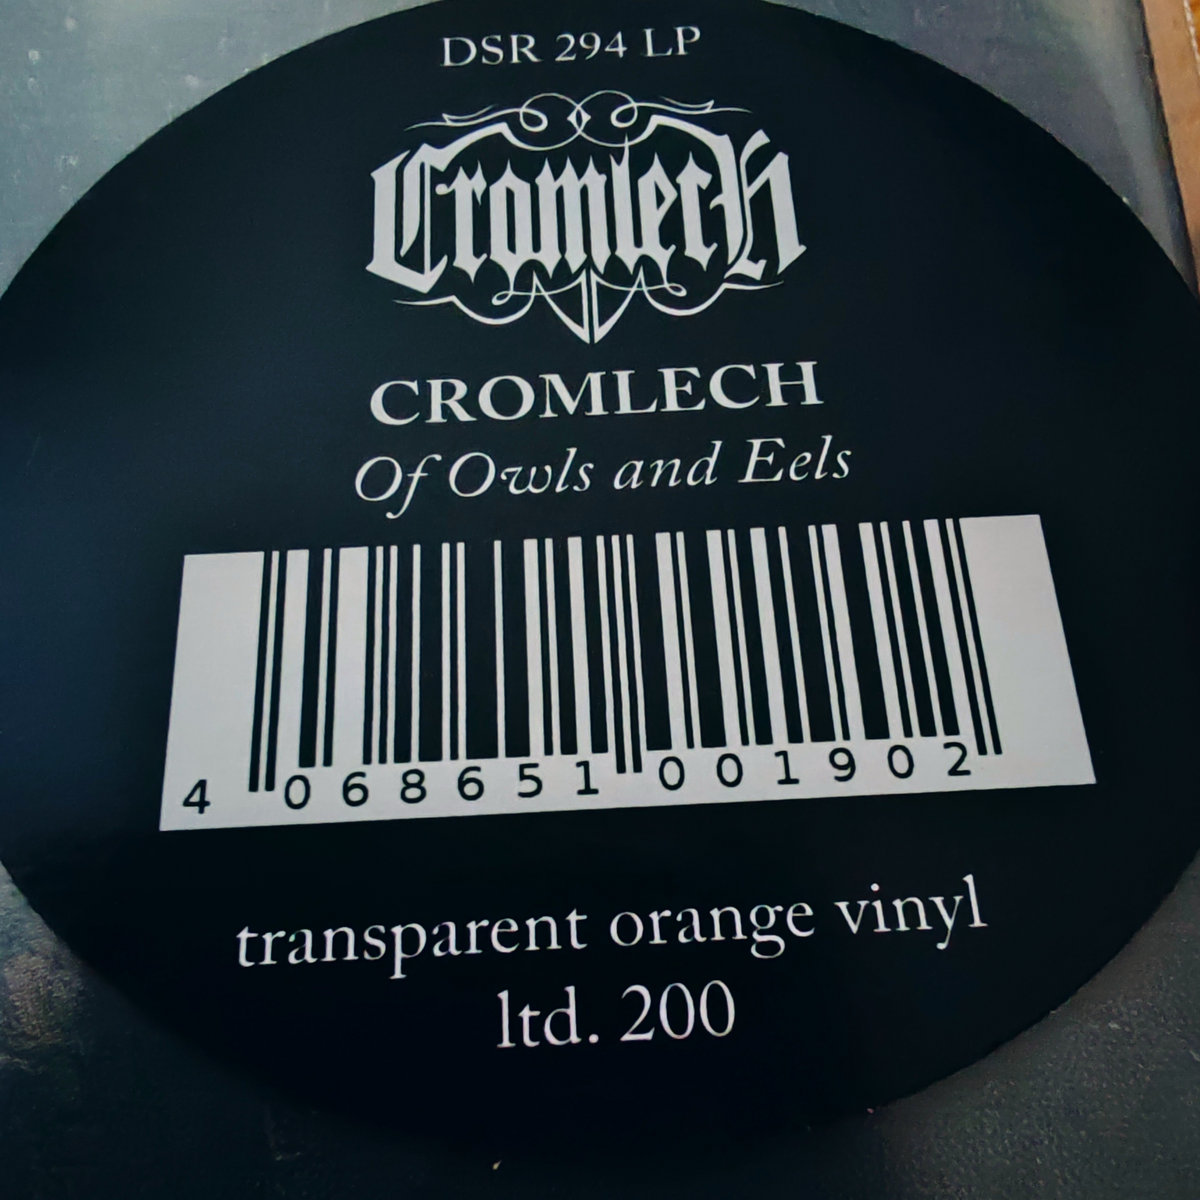 DSR 294 LP
Cromlech
CROMLECH
Of Owls and Eels
4 068651 001902
transparent orange vinyl
ltd. 200